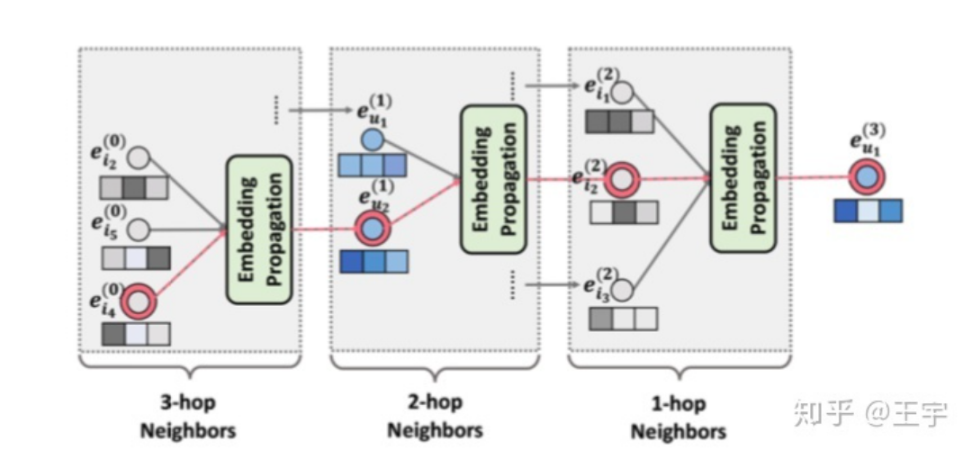 e_{i_2}^{(0)}
e_{i_5}^{(0)}
e_{i_4}^{(0)}
Embedding
Propagation
e_{u_1}^{(1)}
e_{u_2}^{(1)}
Embedding
Propagation
e_{i_1}^{(2)}
e_{i_2}^{(2)}
e_{i_3}^{(2)}
Embedding
Propagation
e_{u_1}^{(3)}
3-hop
Neighbors
2-hop
Neighbors
1-hop
Neighbors
知乎 @王宇